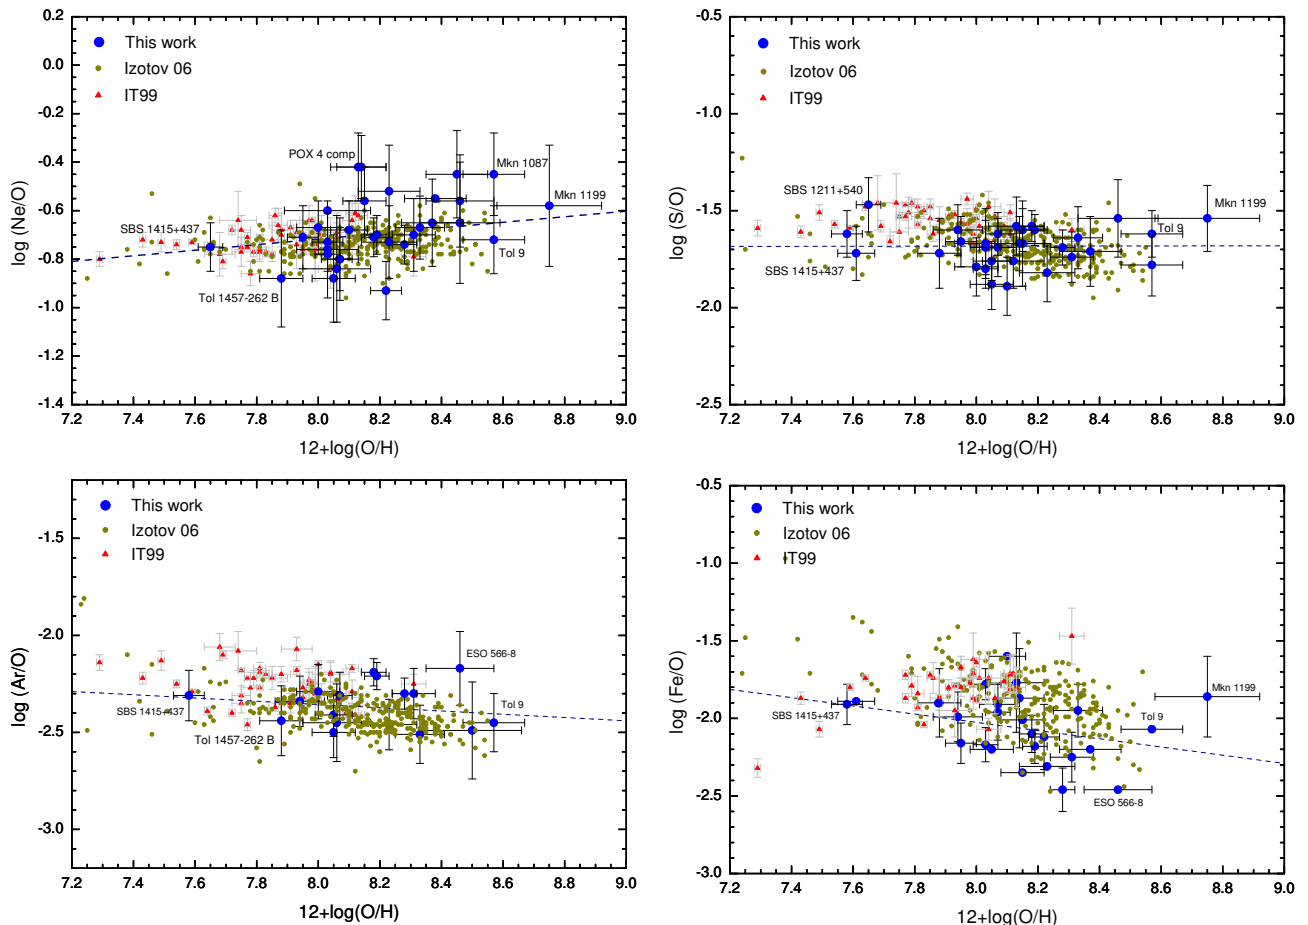 0.2
0.0
-0.2
-0.4
-0.6
-0.8
-1.0
-1.2
-1.4
log (Ne/O)
This work
Izotov 06
IT99
POX 4 comp
Mkn 1087
Mkn 1199
SBS 1415+437
Tol 9
Tol 1457-262 B
7.2 7.4 7.6 7.8 8.0 8.2 8.4 8.6 8.8 9.0
12+log(O/H)
-0.5
-1.0
-1.5
-2.0
-2.5
log (S/O)
This work
Izotov 06
IT99
SBS 1211+540
Mkn 1199
Tol 9
SBS 1415+437
7.2 7.4 7.6 7.8 8.0 8.2 8.4 8.6 8.8 9.0
12+log(O/H)
-1.5
-2.0
-2.5
-3.0
log (Ar/O)
This work
Izotov 06
IT99
ESO 566-8
SBS 1415-437
Tol 9
Tol 1457-262 B
7.2 7.4 7.6 7.8 8.0 8.2 8.4 8.6 8.8 9.0
12+log(O/H)
-0.5
-1.0
-1.5
-2.0
-2.5
-3.0
log (Fe/O)
This work
Izotov 06
IT99
Mkn 1199
SBS 1415+437
Tol 9
ESO 566-8
7.2 7.4 7.6 7.8 8.0 8.2 8.4 8.6 8.8 9.0
12+log(O/H)